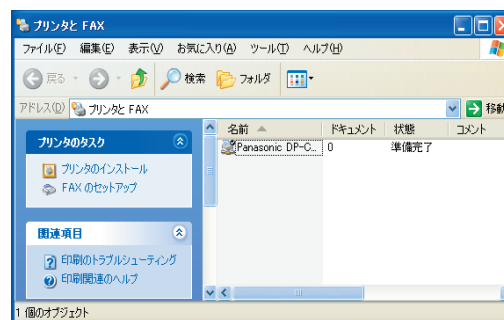 プリンタと FAX
ファイル(F) 編集(E) 表示(V) お気に入り(A) ツール(T) ヘルプ(H)
戻る 検索 フォルダ
アドレス(D) プリンタと FAX 移動
プリンタのタスク
プリンタのインストール
FAX のセットアップ
関連項目
印刷のトラブルシューティング
印刷関連のヘルプ
名前 ドキュメント 状態 コメント
Panasonic DP-C... 0 準備完了
1 個のオブジェクト